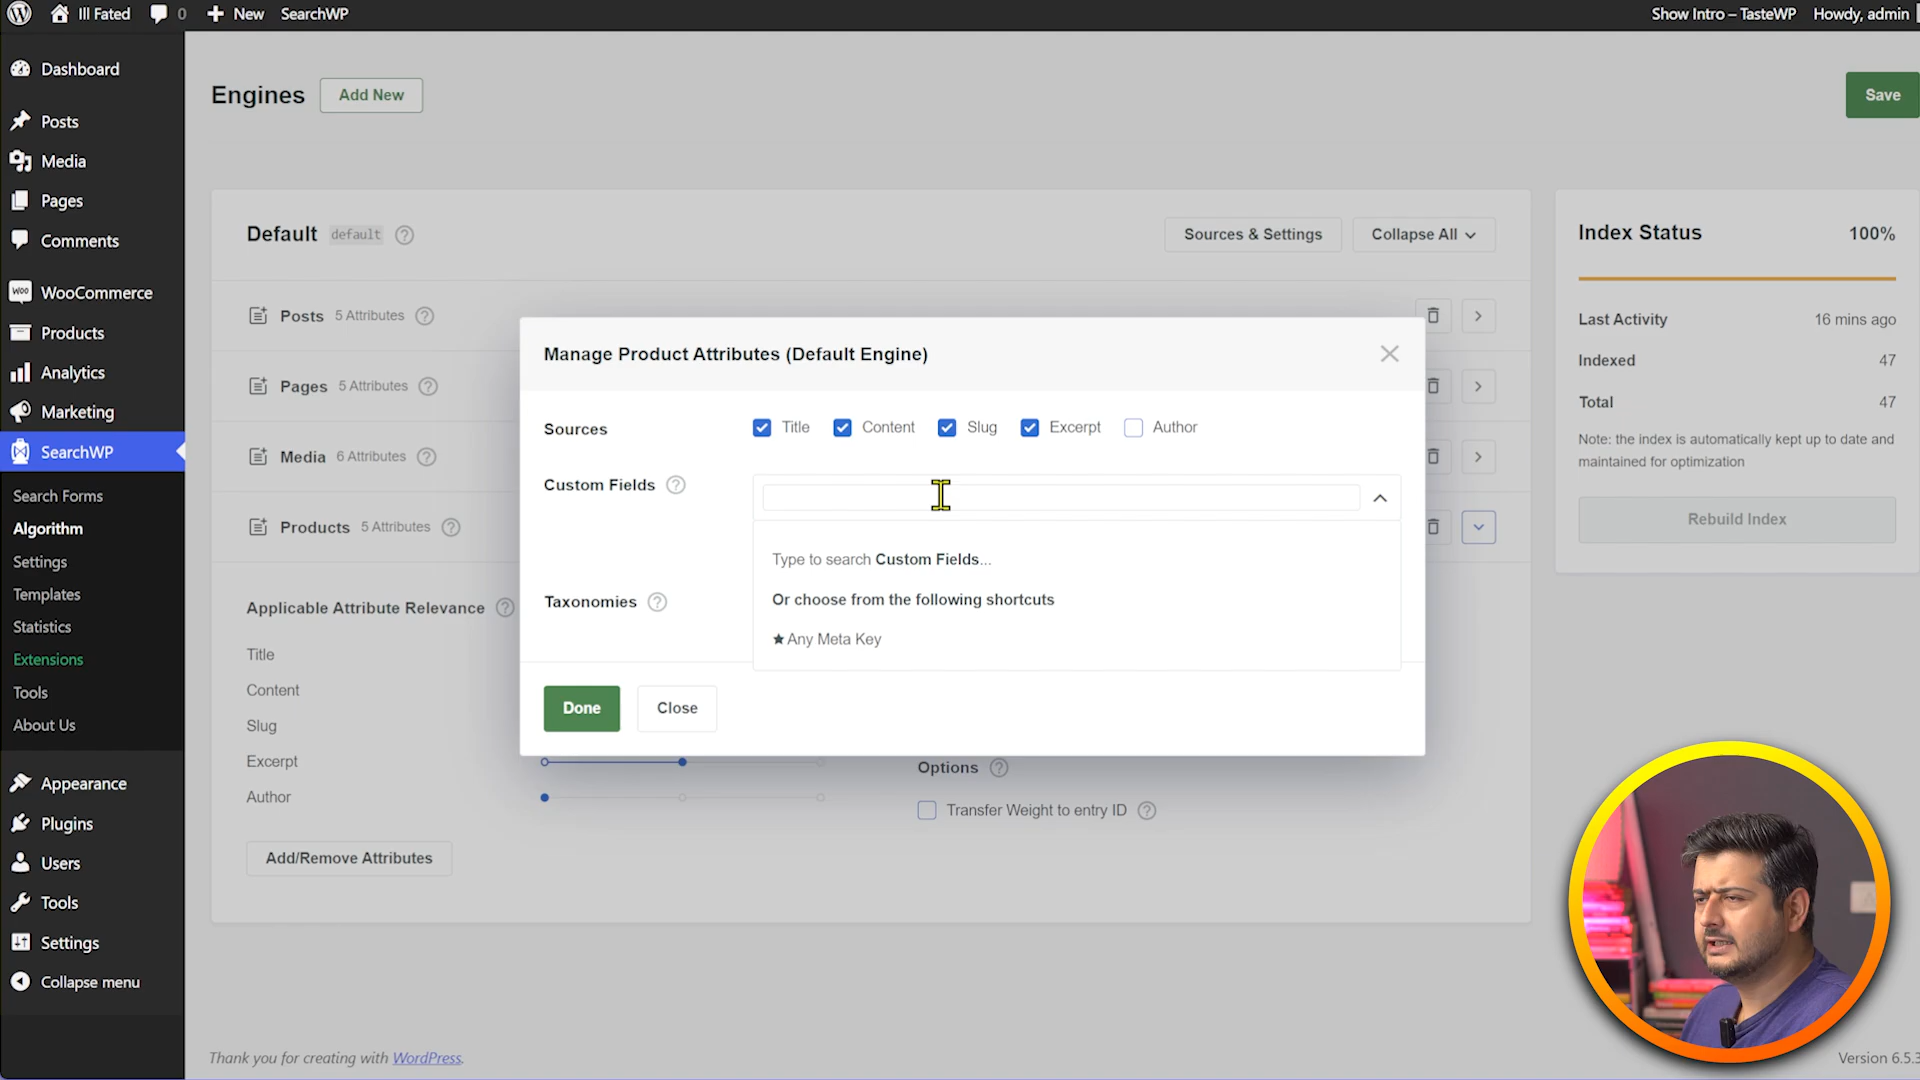 Ill Fated 0 New SearchWP Show Intro – TasteWP Howdy, admin
Dashboard
Posts
Media
Pages
Comments
WooCommerce
Products
Analytics
Marketing
SearchWP
Search Forms
Algorithm
Settings
Templates
Statistics
Extensions
Tools
About Us
Appearance
Plugins
Users
Tools
Settings
Collapse menu
Engines Add New Save
Default default ? Sources & Settings Collapse All
Posts 5 Attributes ?
Pages 5 Attributes ?
Media 6 Attributes ?
Products 5 Attributes ?
Applicable Attribute Relevance ?
Title
Content
Slug
Excerpt
Author
Add/Remove Attributes
Manage Product Attributes (Default Engine)
Sources Title Content Slug Excerpt Author
Custom Fields ?
Type to search Custom Fields...
Or choose from the following shortcuts
★ Any Meta Key
Taxonomies ?
Done Close
Options ?
Transfer Weight to entry ID ?
Index Status 100%
Last Activity 16 mins ago
Indexed 47
Total 47
Note: the index is automatically kept up to date and
maintained for optimization
Rebuild Index
Thank you for creating with WordPress.
Version 6.5.3